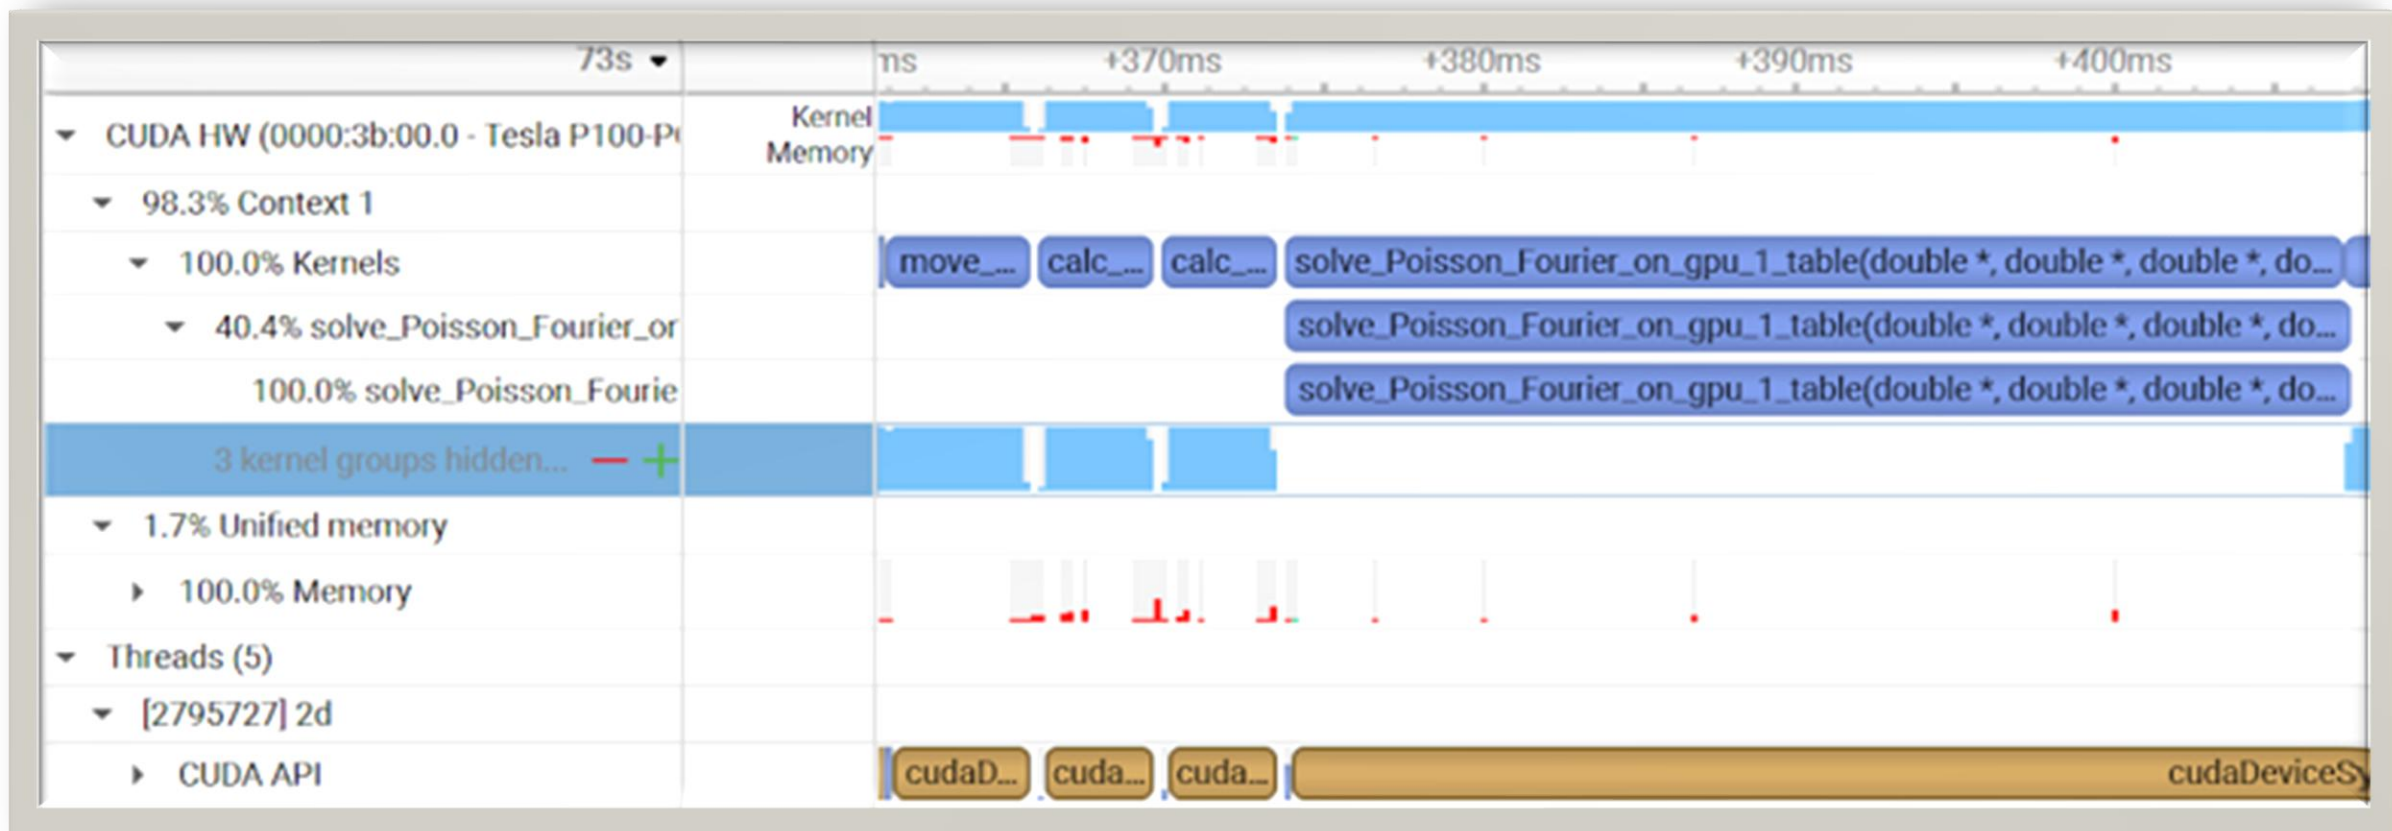 73s ms +370ms +380ms +390ms +400ms
CUDA HW (0000:3b:00.0 - Tesla P100-P Kernel
Memory
98.3% Context 1
100.0% Kernels move_... calc_... calc_... solve_Poisson_Fourier_on_gpu_1_table(double *, double *, double *, do...
40.4% solve_Poisson_Fourier_or solve_Poisson_Fourier_on_gpu_1_table(double *, double *, double *, do...
100.0% solve_Poisson_Fourie solve_Poisson_Fourier_on_gpu_1_table(double *, double *, double *, do...
3 kernel groups hidden... — +
1.7% Unified memory
100.0% Memory
Threads (5)
[2795727] 2d
CUDA API cudaD... cuda... cuda... cudaDeviceSy